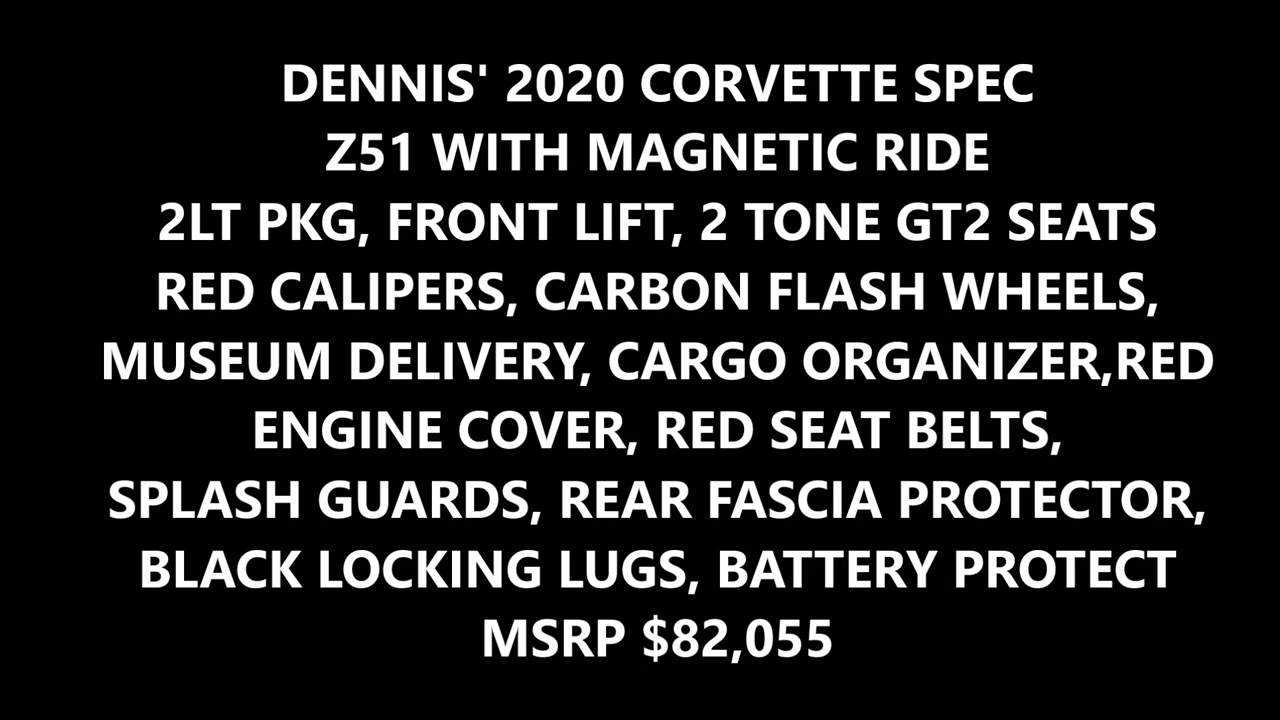 DENNIS' 2020 CORVETTE SPEC
Z51 WITH MAGNETIC RIDE
2LT PKG, FRONT LIFT, 2 TONE GT2 SEATS
RED CALIPERS, CARBON FLASH WHEELS,
MUSEUM DELIVERY, CARGO ORGANIZER,RED
ENGINE COVER, RED SEAT BELTS,
SPLASH GUARDS, REAR FASCIA PROTECTOR,
BLACK LOCKING LUGS, BATTERY PROTECT
MSRP $82,055